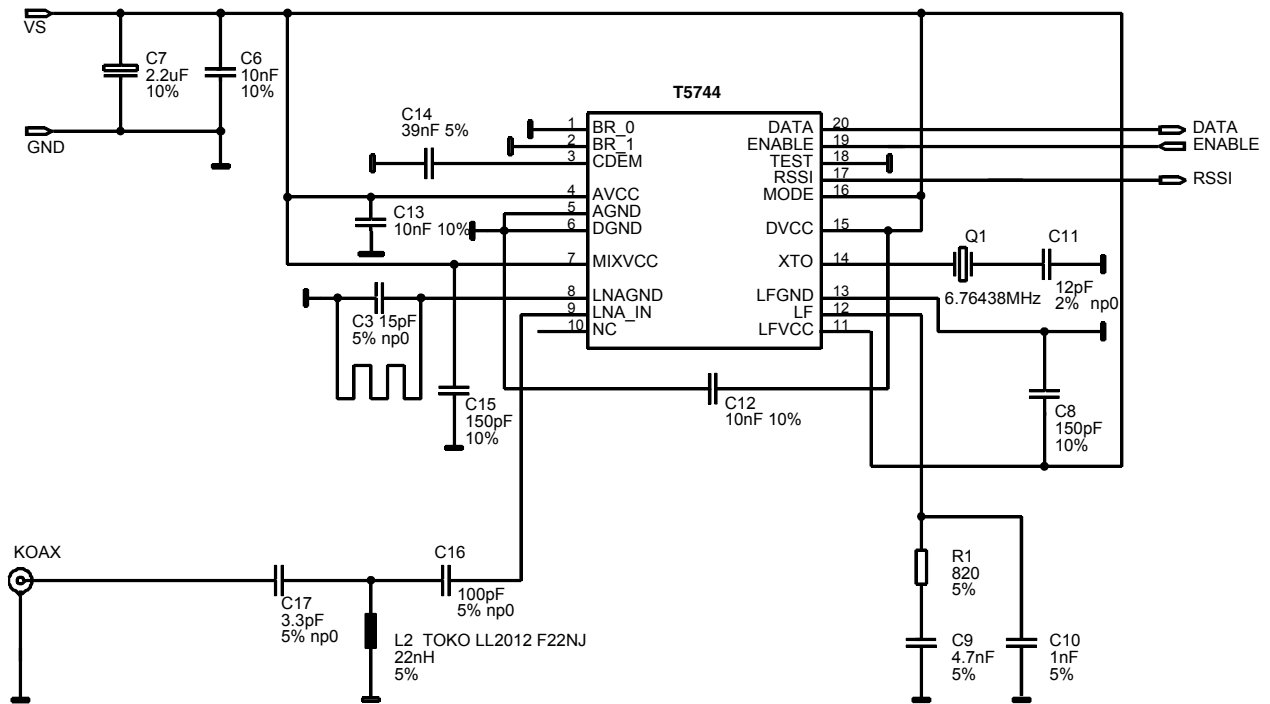 VS
C7
2.2uF
10%
C6
10nF
10%
GND
T5744
C14
39nF 5%
1 BR_0
2 BR_1
3 CDEM
4 AVCC
5 AGND
6 DGND
7 MIXVCC
8 LNAGND
9 LNA_IN
10 NC
DATA 20
ENABLE 19
TEST 18
RSSI 17
MODE 16
DVCC 15
XTO 14
LFGND 13
LF 12
LFVCC 11
DATA
ENABLE
RSSI
C13
10nF 10%
Q1
6.76438MHz
C11
12pF
2% np0
C3 15pF
5% np0
C15
150pF
10%
C12
10nF 10%
C8
150pF
10%
KOAX
C17
3.3pF
5% np0
C16
100pF
5% np0
L2 TOKO LL2012 F22NJ
22nH
5%
R1
820
5%
C9
4.7nF
5%
C10
1nF
5%